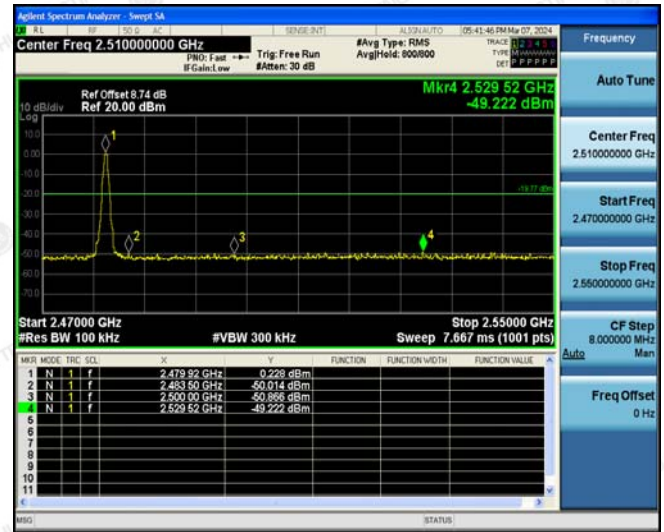 Agilent Spectrum Analyzer - Swept SA
RL RF 50 Ω AC SENSE:INT ALIGNAUTO 05:41:46 PM Mar 07, 2024
Center Freq 2.510000000 GHz
PNO: Fast
IFGain:Low
Trig: Free Run
#Atten: 30 dB
#Avg Type: RMS
Avg|Hold: 800/800
TRACE 1 2 3 4 5 6
TYPE
DET P P P P P P
Frequency
Auto Tune
Center Freq
2.510000000 GHz
Start Freq
2.470000000 GHz
Stop Freq
2.550000000 GHz
CF Step
8.000000 MHz
Auto Man
Freq Offset
0 Hz
Mkr4 2.529 52 GHz
-49.222 dBm
Ref Offset 8.74 dB
10 dB/div Ref 20.00 dBm
Log
10.0
0.00
-10.0
-20.0
-30.0
-40.0
-50.0
-60.0
-70.0
1
2
3
4
-19.77 dBm
Start 2.47000 GHz Stop 2.55000 GHz
#Res BW 100 kHz #VBW 300 kHz Sweep 7.667 ms (1001 pts)
MKR MODE TRC SCL X Y FUNCTION FUNCTION WIDTH FUNCTION VALUE
1 N 1 f 2.479 92 GHz 0.228 dBm
2 N 1 f 2.483 50 GHz -50.014 dBm
3 N 1 f 2.500 00 GHz -50.866 dBm
4 N 1 f 2.529 52 GHz -49.222 dBm
5
6
7
8
9
10
11
MSG STATUS